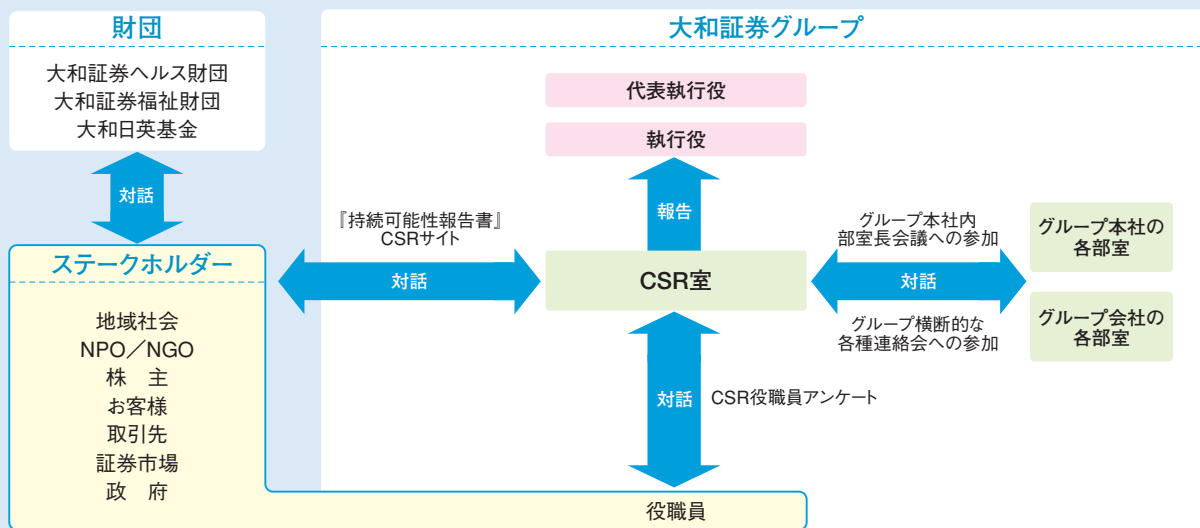 財団
大和証券ヘルス財団
大和証券福祉財団
大和日英基金
対話
ステークホルダー
地域社会
NPO／NGO
株　主
お客様
取引先
証券市場
政　府
大和証券グループ
代表執行役
執行役
報告
『持続可能性報告書』
CSRサイト
対話
CSR室
グループ本社内
部室長会議への参加
対話
グループ横断的な
各種連絡会への参加
グループ本社の
各部室
グループ会社の
各部室
対話
CSR役職員アンケート
役職員